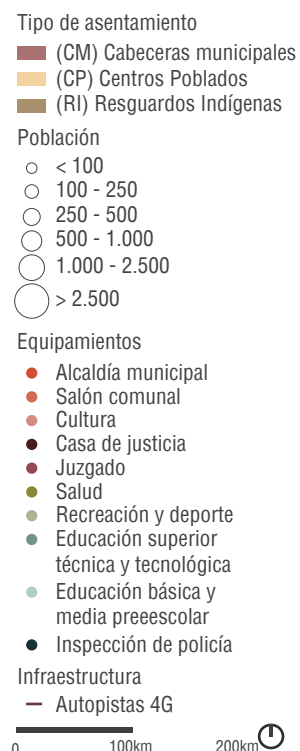 Tipo de asentamiento
(CM) Cabeceras municipales
(CP) Centros Poblados
(RI) Resguardos Indígenas
Población
< 100
100 - 250
250 - 500
500 - 1.000
1.000 - 2.500
> 2.500
Equipamientos
Alcaldía municipal
Salón comunal
Cultura
Casa de justicia
Juzgado
Salud
Recreación y deporte
Educación superior
técnica y tecnológica
Educación básica y
media preeescolar
Inspección de policía
Infraestructura
Autopistas 4G
0 100km 200km